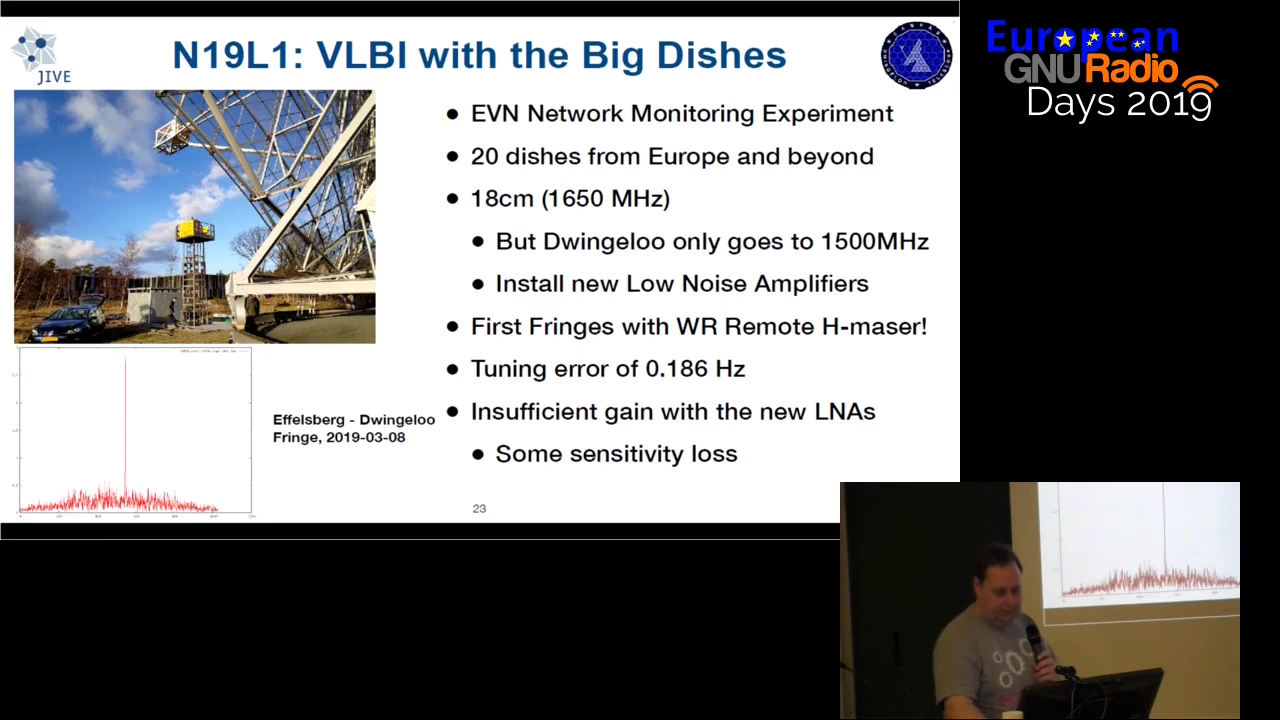 JIVE
N19L1: VLBI with the Big Dishes
European
GNURadio
Days 2019
• EVN Network Monitoring Experiment
• 20 dishes from Europe and beyond
• 18cm (1650 MHz)
• But Dwingeloo only goes to 1500MHz
• Install new Low Noise Amplifiers
• First Fringes with WR Remote H-maser!
• Tuning error of 0.186 Hz
• Insufficient gain with the new LNAs
• Some sensitivity loss
Effelsberg - Dwingeloo
Fringe, 2019-03-08
23